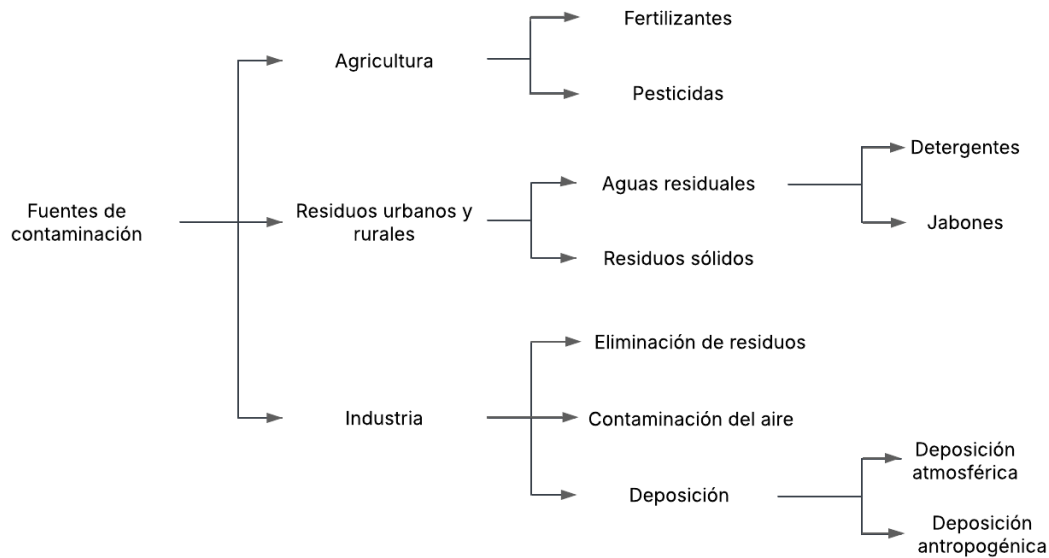 Fuentes de
contaminación
Agricultura
Fertilizantes
Pesticidas
Residuos urbanos y
rurales
Aguas residuales
Detergentes
Jabones
Residuos sólidos
Industria
Eliminación de residuos
Contaminación del aire
Deposición
Deposición
atmosférica
Deposición
antropogénica